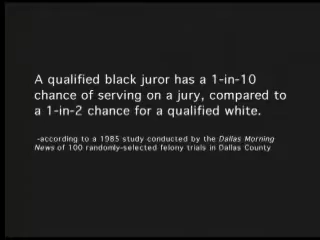 A qualified black juror has a 1-in-10
chance of serving on a jury, compared to
a 1-in-2 chance for a qualified white.
-according to a 1985 study conducted by the Dallas Morning
News of 100 randomly-selected felony trials in Dallas County